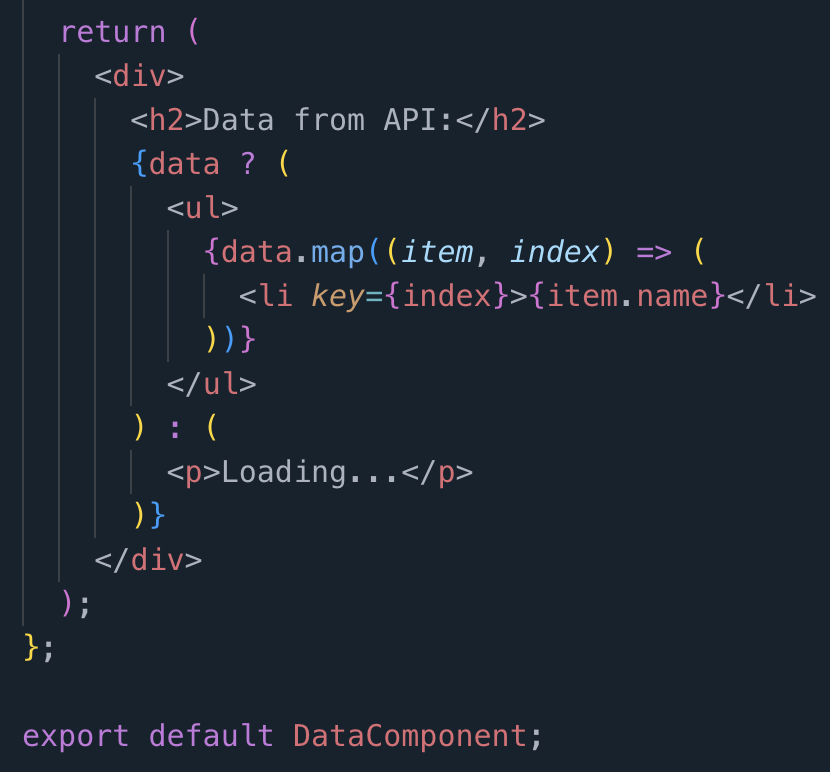 return (
<div>
<h2>Data from API:</h2>
{data ? (
<ul>
{data.map((item, index) => (
<li key={index}>{item.name}</li>
))}
</ul>
) : (
<p>Loading...</p>
)}
</div>
);
};
export default DataComponent;